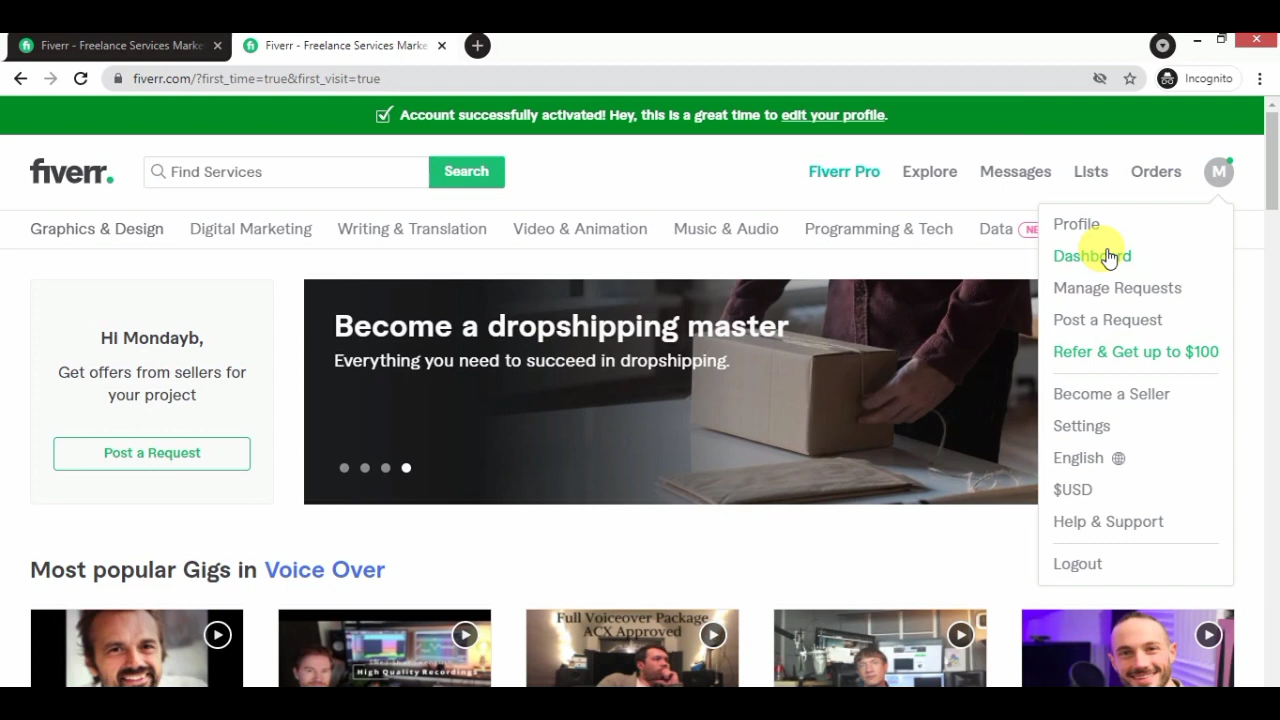 Fiverr - Freelance Services Marke
Fiverr - Freelance Services Marke
fiverr.com/?first_time=true&first_visit=true
Incognito
Account successfully activated! Hey, this is a great time to edit your profile.
fiverr.
Find Services
Search
Fiverr Pro
Explore
Messages
Lists
Orders
M
Graphics & Design
Digital Marketing
Writing & Translation
Video & Animation
Music & Audio
Programming & Tech
Data
NE
Profile
Dashboard
Manage Requests
Post a Request
Refer & Get up to $100
Become a Seller
Settings
English
$USD
Help & Support
Logout
Hi Mondayb,
Get offers from sellers for
your project
Post a Request
Become a dropshipping master
Everything you need to succeed in dropshipping.
Most popular Gigs in Voice Over
High Quality Recordings
Full Voiceover Package
ACX Approved